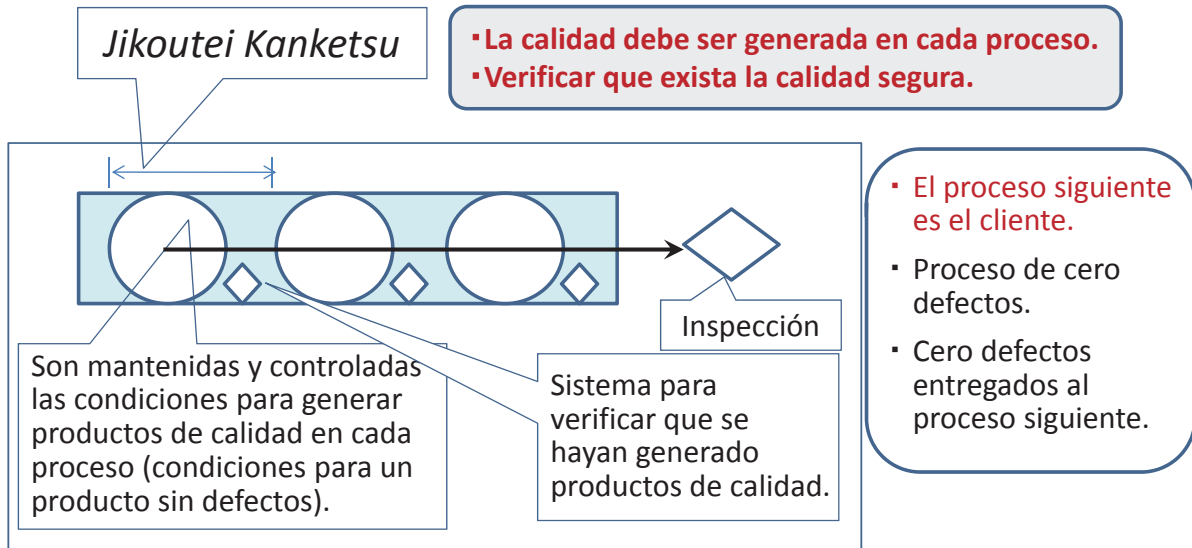 Jikoutei Kanketsu
▪La calidad debe ser generada en cada proceso.
▪Verificar que exista la calidad segura.
Inspección
Son mantenidas y controladas
las condiciones para generar
productos de calidad en cada
proceso (condiciones para un
producto sin defectos).
Sistema para
verificar que se
hayan generado
productos de calidad.
▪ El proceso siguiente
es el cliente.
▪ Proceso de cero
defectos.
▪ Cero defectos
entregados al
proceso siguiente.